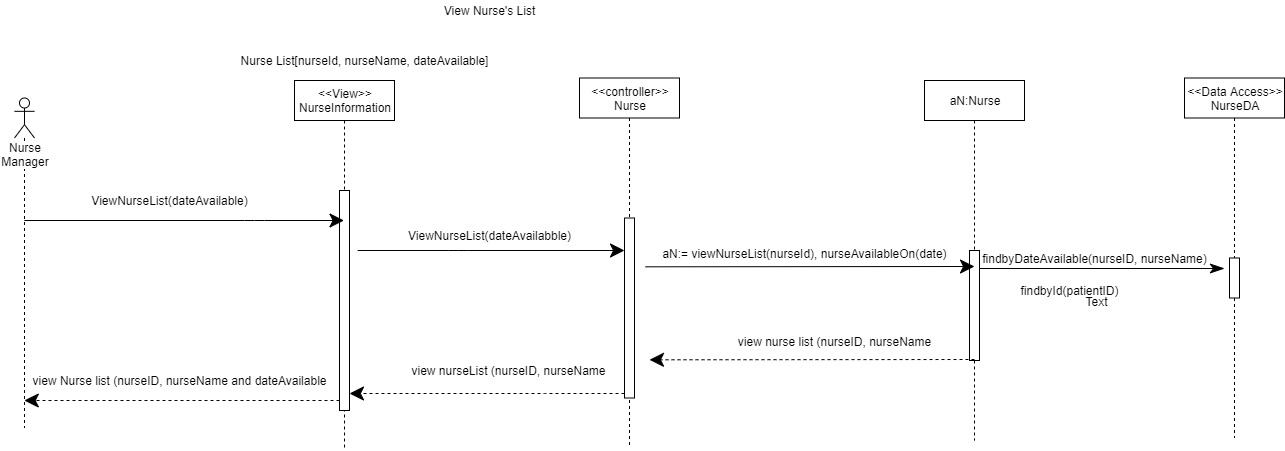 View Nurse's List
Nurse List[nurseId, nurseName, dateAvailable]
<<View>>
NurseInformation
<<controller>>
Nurse
aN:Nurse
<<Data Access>>
NurseDA
Nurse
Manager
ViewNurseList(dateAvailable)
ViewNurseList(dateAvailabble)
aN:= viewNurseList(nurseId), nurseAvailableOn(date)
findbyDateAvailable(nurseID, nurseName)
findbyId(patientID)
Text
view nurse list (nurseID, nurseName
view nurseList (nurseID, nurseName
view Nurse list (nurseID, nurseName and dateAvailable